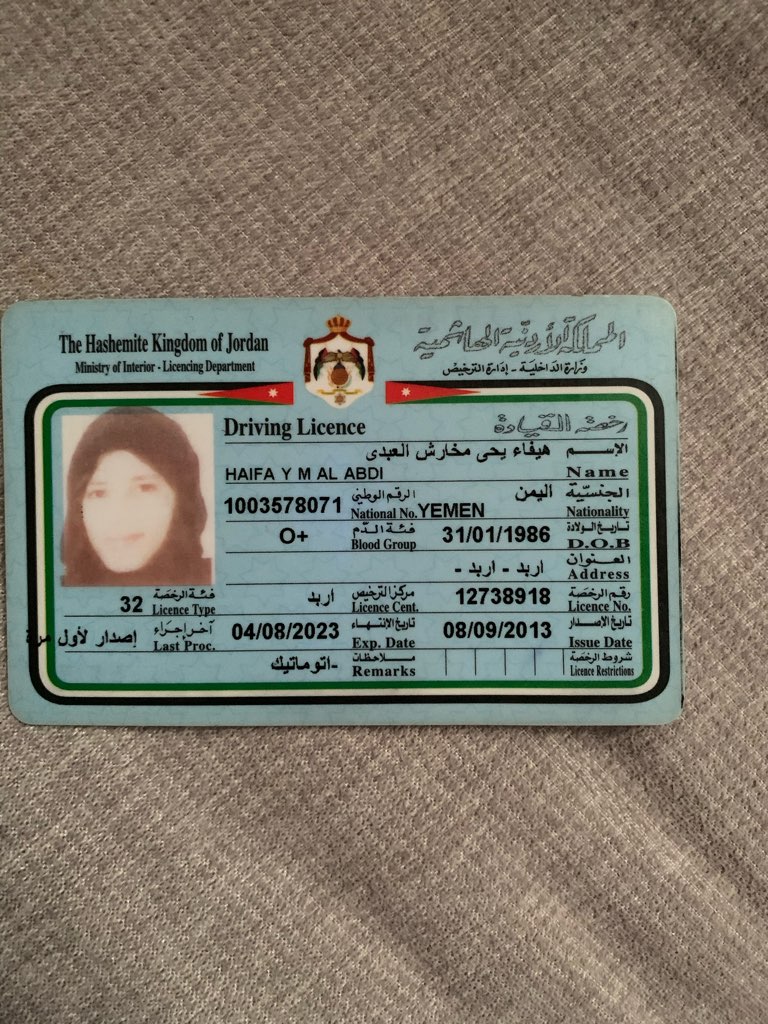 The Hashemite Kingdom of Jordan
المملكة الأردنية الهاشمية
Ministry of Interior - Licencing Department
وزارة الداخلية - إدارة الترخيص
Driving Licence
رخصة القيادة
الإسم هيفاء يحى مخارش العبدى
HAIFA Y M AL ABDI Name
الجنسية اليمن الرقم الوطني
1003578071 National No. YEMEN Nationality
تاريخ الولادة 31/01/1986 فئة الدم O+
D.O.B Blood Group
العنوان اربد - اربد -
Address
رقم الرخصة 12738918 مركز الترخيص أربد فئة الرخصة 32
Licence No. Licence Cent. Licence Type
تاريخ الإصدار 08/09/2013 تاريخ الإنتهاء 04/08/2023 آخر إجراء إصدار لأول مرة
Issue Date Exp. Date Last Proc.
شروط الرخصة ملاحظات -اتوماتيك
Licence Restrictions Remarks